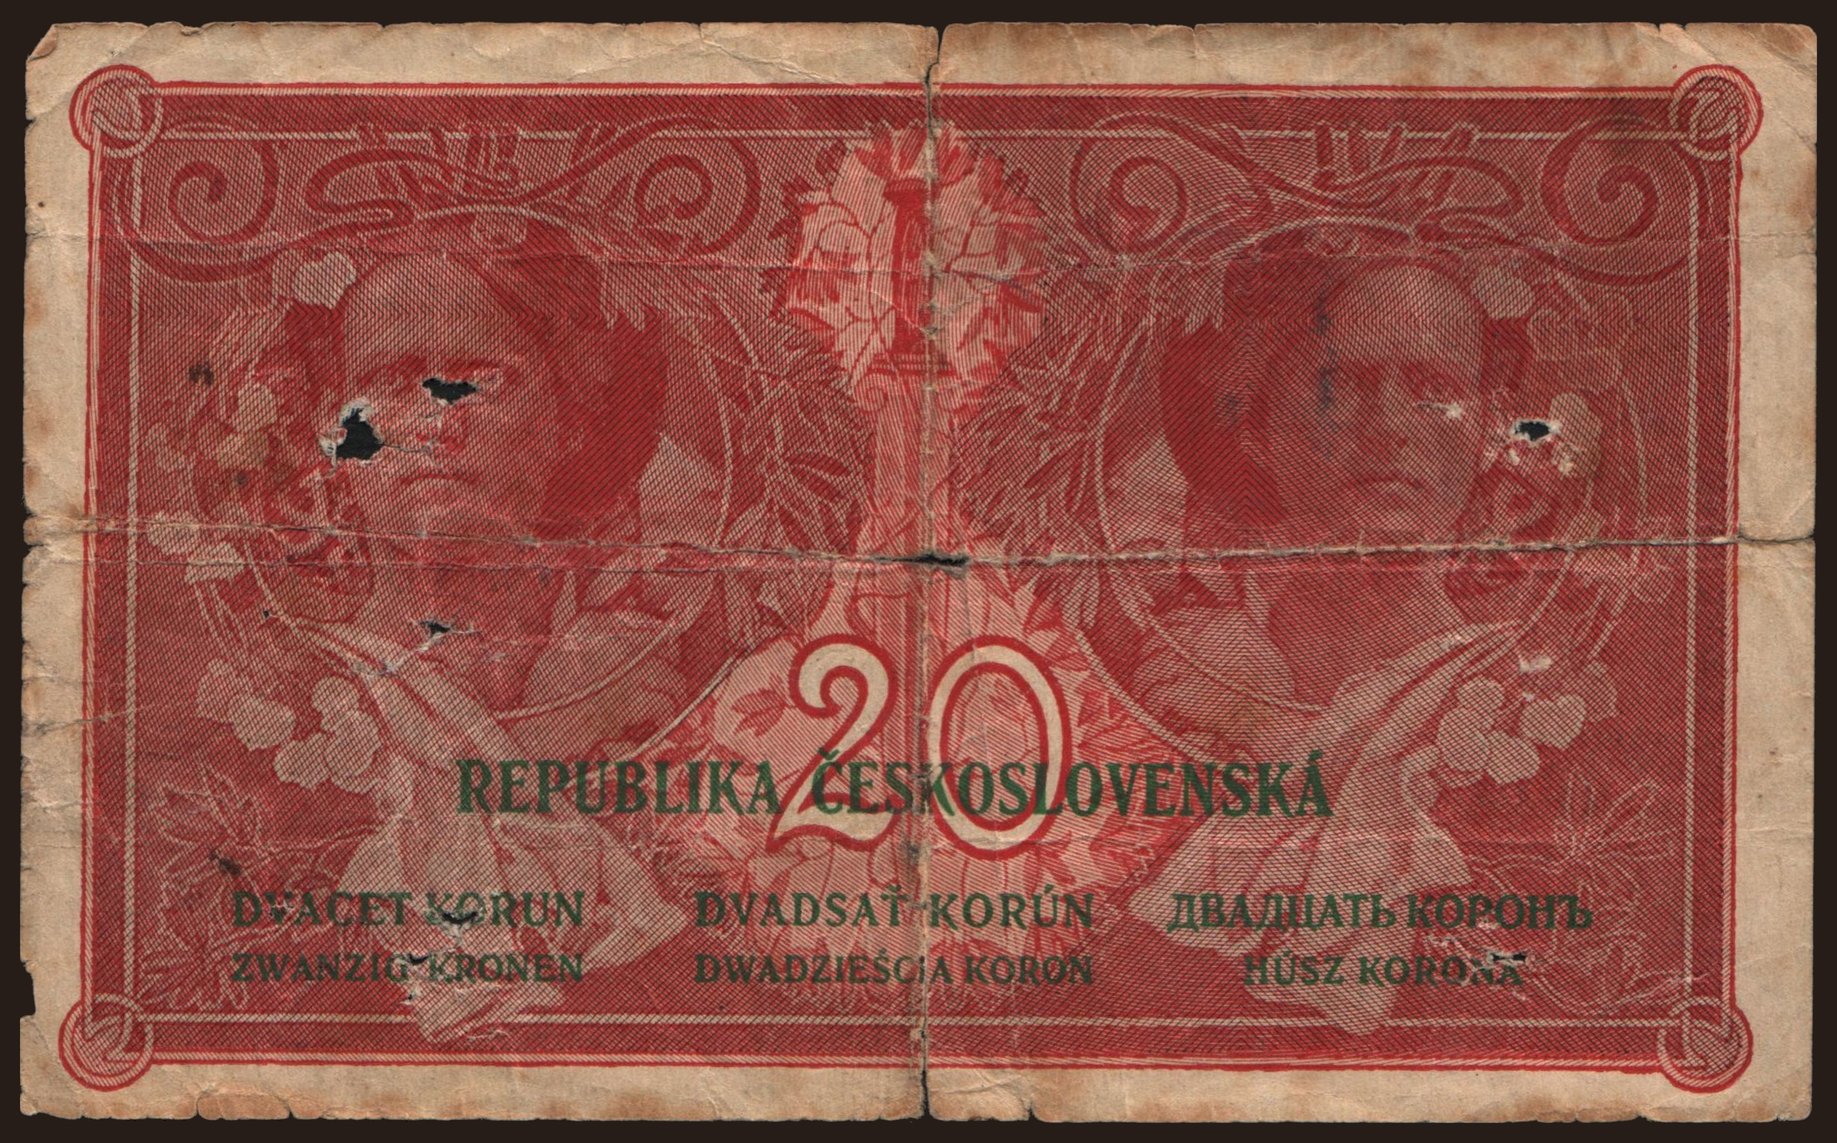 20
REPUBLIKA ČESKOSLOVENSKÁ
DVACET KORUN DVADSAŤ KORÚN ДВАДЦАТЬ КОРОНЪ
ZWANZIG KRONEN DWADZIEŚCIA KORON HÚSZ KORONA